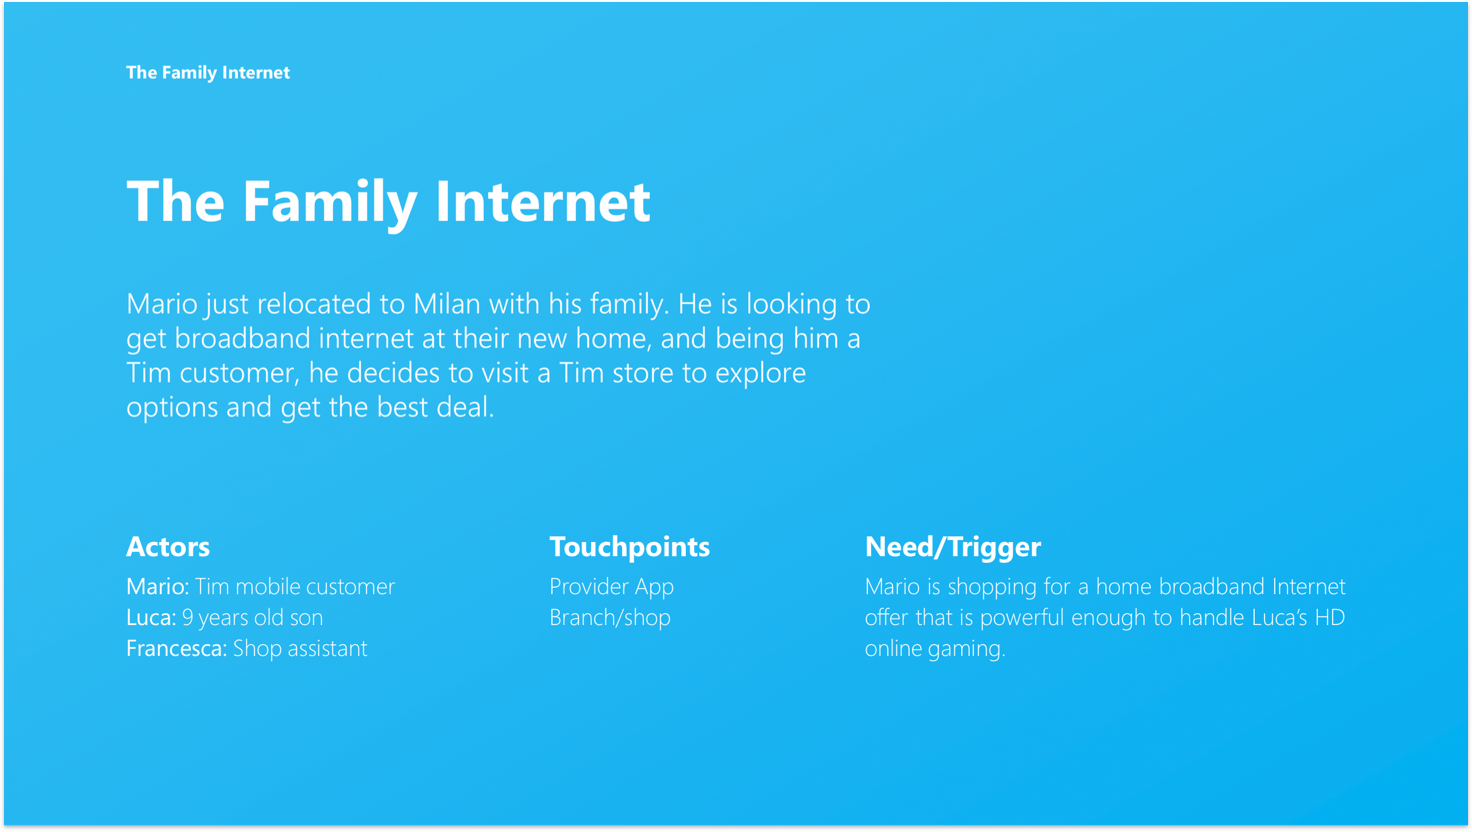 The Family Internet
The Family Internet
Mario just relocated to Milan with his family. He is looking to
get broadband internet at their new home, and being him a
Tim customer, he decides to visit a Tim store to explore
options and get the best deal.
Actors
Mario: Tim mobile customer
Luca: 9 years old son
Francesca: Shop assistant
Touchpoints
Provider App
Branch/shop
Need/Trigger
Mario is shopping for a home broadband Internet
offer that is powerful enough to handle Luca’s HD
online gaming.